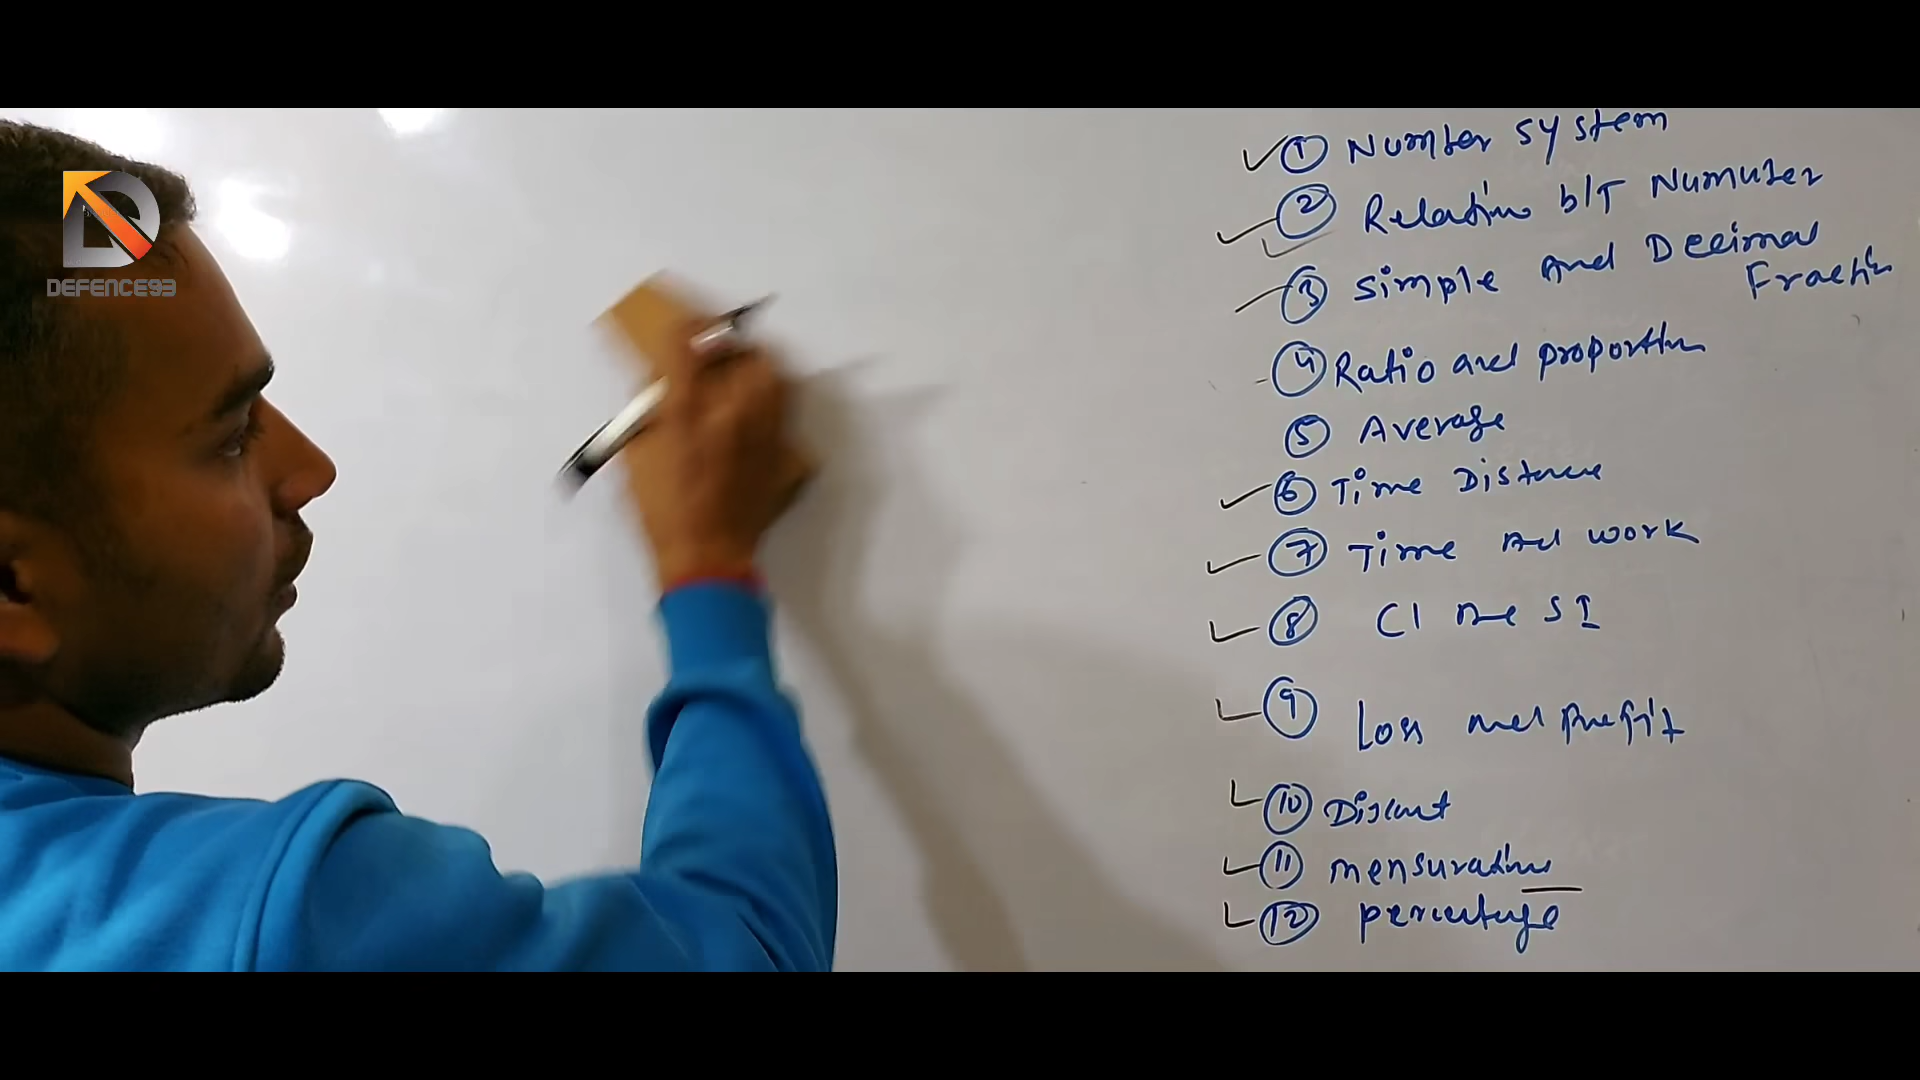 DEFENCE93
① Number system
② Relation b/T Numuber
③ Simple And Decimal
Fraction
④ Ratio and proportion
⑤ Average
⑥ Time Distance
⑦ Time And work
⑧ CI And SI
⑨ Loss and Profit
⑩ Discount
⑪ mensuration
⑫ percentage